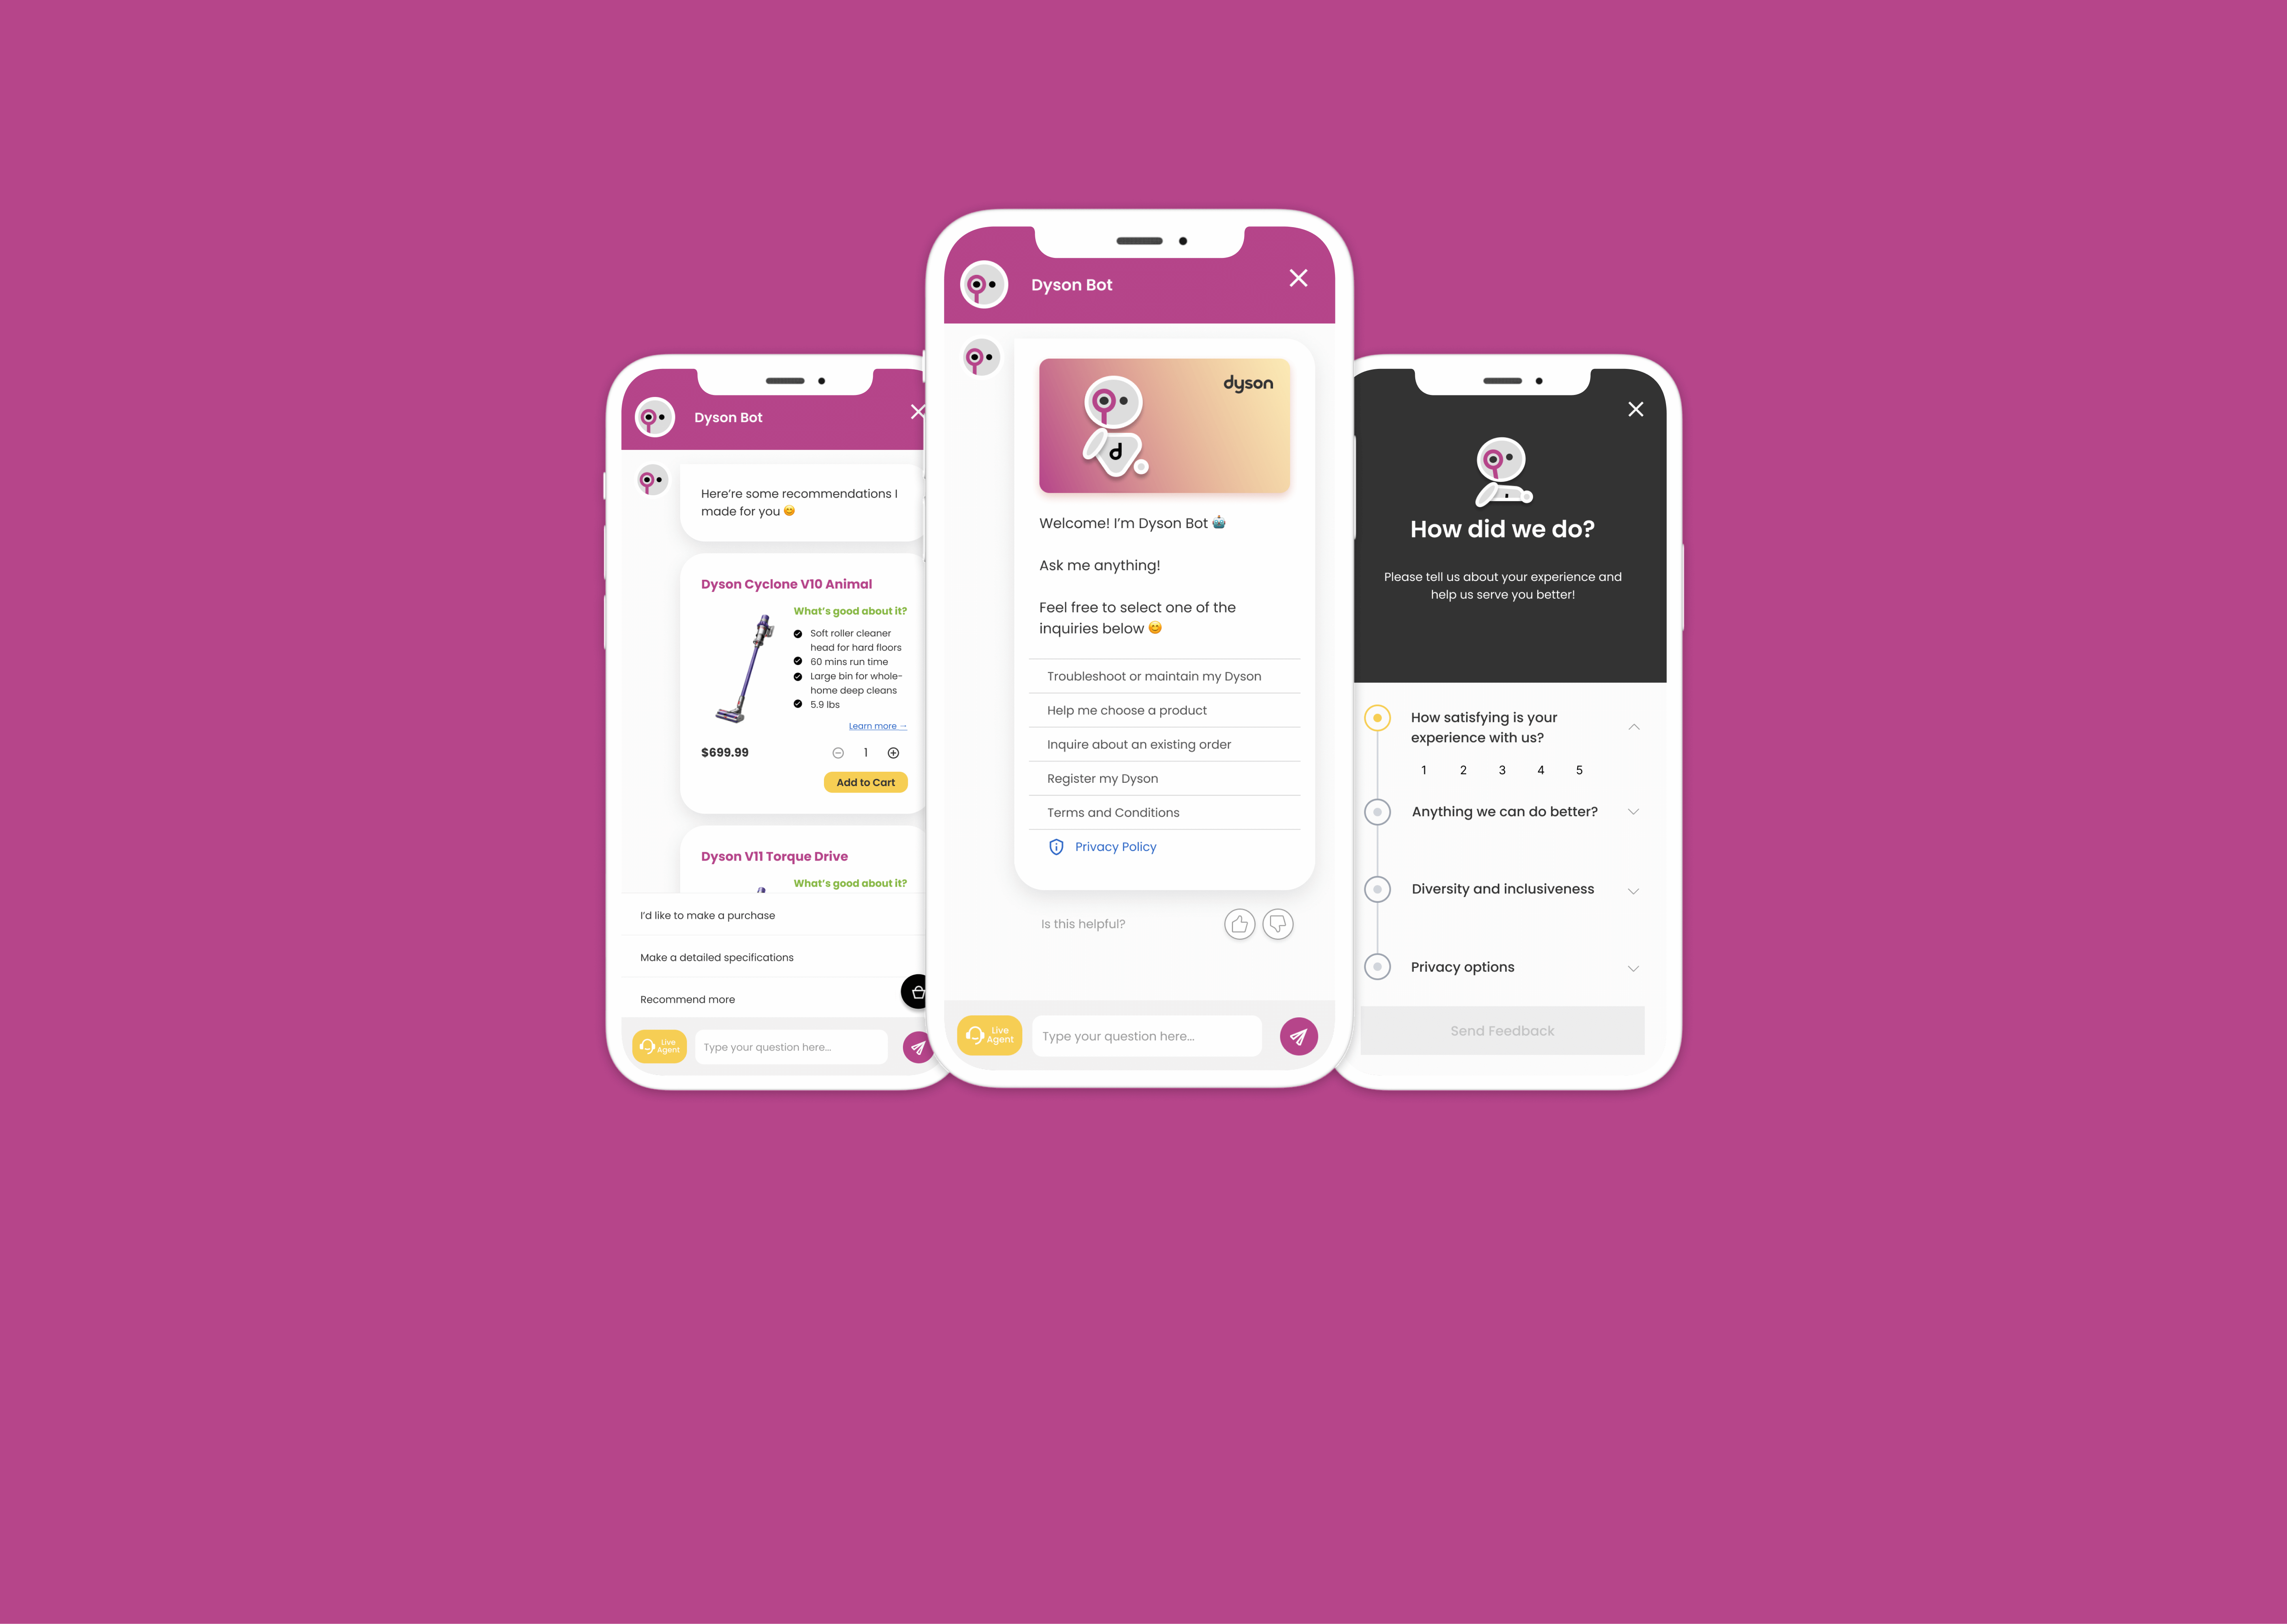 Dyson Bot
Here're some recommendations I
made for you 😊
Dyson Cyclone V10 Animal
What's good about it?
Soft roller cleaner
head for hard floors
60 mins run time
Large bin for whole-
home deep cleans
5.9 lbs
Learn more →
$699.99
1
Add to Cart
Dyson V11 Torque Drive
What's good about it?
I'd like to make a purchase
Make a detailed specifications
Recommend more
Live
Agent
Type your question here...
Dyson Bot
dyson
d
Welcome! I'm Dyson Bot 🤖
Ask me anything!
Feel free to select one of the
inquiries below 😊
Troubleshoot or maintain my Dyson
Help me choose a product
Inquire about an existing order
Register my Dyson
Terms and Conditions
Privacy Policy
Is this helpful?
Live
Agent
Type your question here...
How did we do?
Please tell us about your experience and
help us serve you better!
How satisfying is your
experience with us?
1 2 3 4 5
Anything we can do better?
Diversity and inclusiveness
Privacy options
Send Feedback